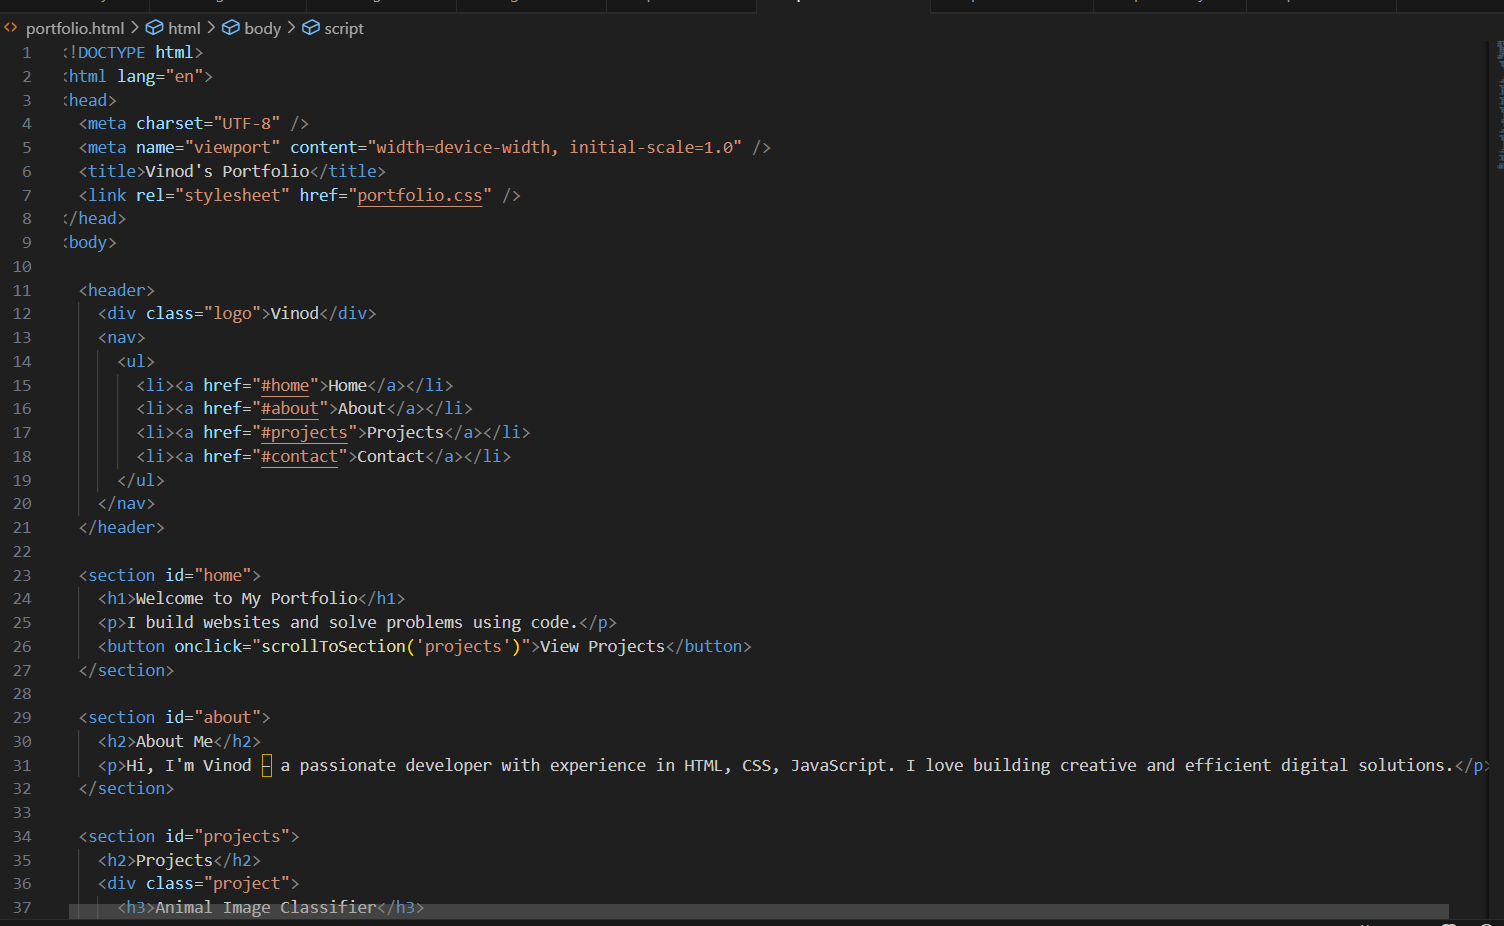 portfolio.html > html > body > script
1 <!DOCTYPE html>
2 <html lang="en">
3 <head>
4 <meta charset="UTF-8" />
5 <meta name="viewport" content="width=device-width, initial-scale=1.0" />
6 <title>Vinod's Portfolio</title>
7 <link rel="stylesheet" href="portfolio.css" />
8 </head>
9 <body>
10
11 <header>
12 <div class="logo">Vinod</div>
13 <nav>
14 <ul>
15 <li><a href="#home">Home</a></li>
16 <li><a href="#about">About</a></li>
17 <li><a href="#projects">Projects</a></li>
18 <li><a href="#contact">Contact</a></li>
19 </ul>
20 </nav>
21 </header>
22
23 <section id="home">
24 <h1>Welcome to My Portfolio</h1>
25 <p>I build websites and solve problems using code.</p>
26 <button onclick="scrollToSection('projects')">View Projects</button>
27 </section>
28
29 <section id="about">
30 <h2>About Me</h2>
31 <p>Hi, I'm Vinod – a passionate developer with experience in HTML, CSS, JavaScript. I love building creative and efficient digital solutions.</p>
32 </section>
33
34 <section id="projects">
35 <h2>Projects</h2>
36 <div class="project">
37 <h3>Animal Image Classifier</h3>